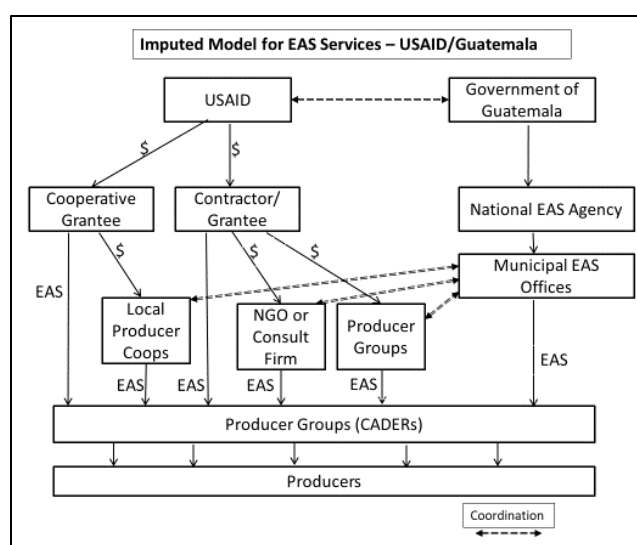 Imputed Model for EAS Services – USAID/Guatemala
USAID
Government of
Guatemala
$
$
Cooperative
Grantee
Contractor/
Grantee
National EAS Agency
$
$
$
Municipal EAS
Offices
EAS
Local
Producer
Coops
NGO or
Consult
Firm
Producer
Groups
EAS
EAS
EAS
EAS
EAS
Producer Groups (CADERs)
Producers
Coordination